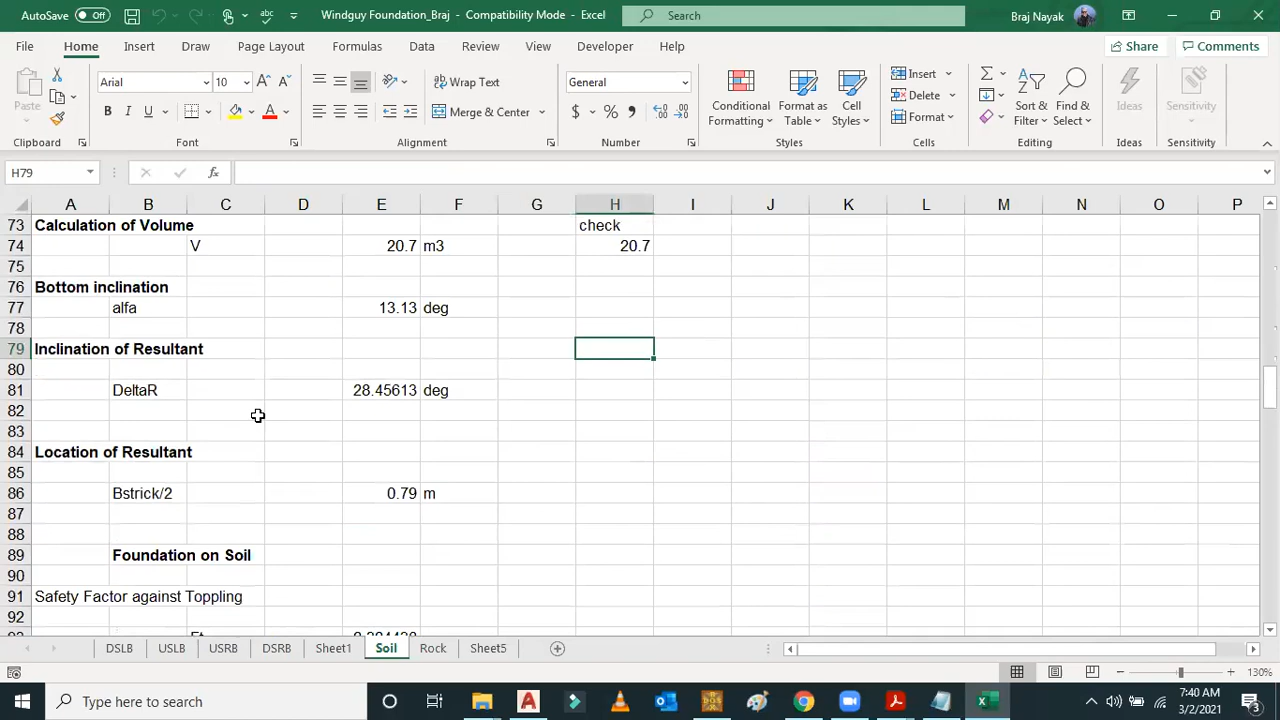 AutoSave Off Windguy Foundation_Braj - Compatibility Mode - Excel Search Braj Nayak
File Home Insert Draw Page Layout Formulas Data Review View Developer Help Share Comments
Arial 10 Wrap Text General Insert
Paste Merge & Center Conditional Formatting Format as Table Cell Styles Delete Sort & Filter Find & Select Ideas Sensitivity
Format
Clipboard Font Alignment Number Styles Cells Editing Ideas Sensitivity
H79 fx
A B C D E F G H I J K L M N O P
73 Calculation of Volume check
74 V 20.7 m3 20.7
75
76 Bottom inclination
77 alfa 13.13 deg
78
79 Inclination of Resultant
80
81 DeltaR 28.45613 deg
82
83
84 Location of Resultant
85
86 Bstrick/2 0.79 m
87
88
89 Foundation on Soil
90
91 Safety Factor against Toppling
92
DSLB USLB USRB DSRB Sheet1 Soil Rock Sheet5
130%
Type here to search 7:40 AM
3/2/2021 3